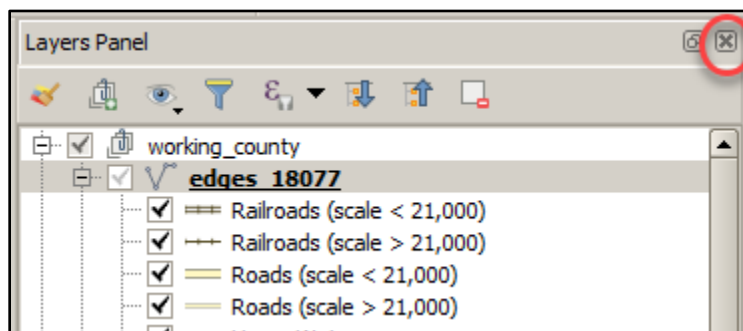 Layers Panel
working_county
edges_18077
Railroads (scale < 21,000)
Railroads (scale > 21,000)
Roads (scale < 21,000)
Roads (scale > 21,000)